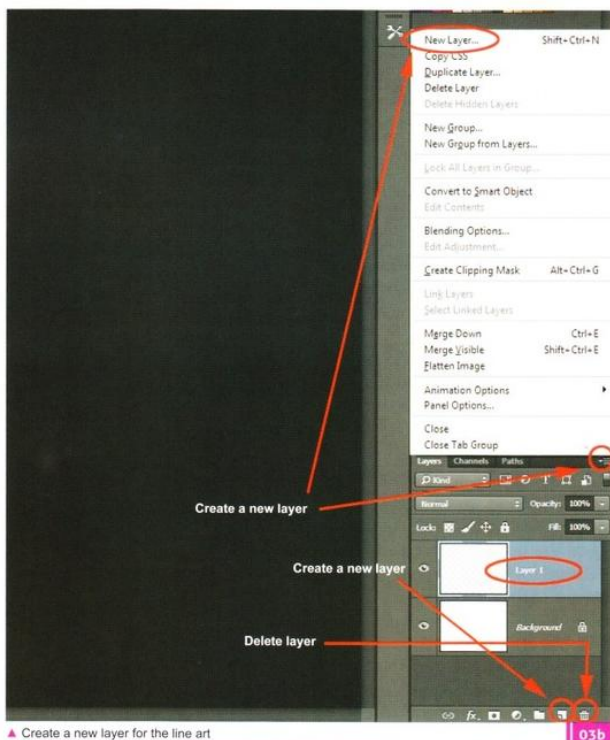 New Layer... Shift+Ctrl+N
Copy CSS
Duplicate Layer...
Delete Layer
Delete Hidden Layers
New Group...
New Group from Layers...
Lock All Layers in Group...
Convert to Smart Object
Edit Contents
Blending Options...
Edit Adjustment...
Create Clipping Mask Alt+Ctrl+G
Link Layers
Select Linked Layers
Merge Down Ctrl+E
Merge Visible Shift+Ctrl+E
Flatten Image
Animation Options
Panel Options...
Close
Close Tab Group
Layers Channels Paths
Kind
Normal Opacity: 100%
Lock: Fill: 100%
Create a new layer
Create a new layer
Layer 1
Background
Delete layer
fx.
▲ Create a new layer for the line art
03b